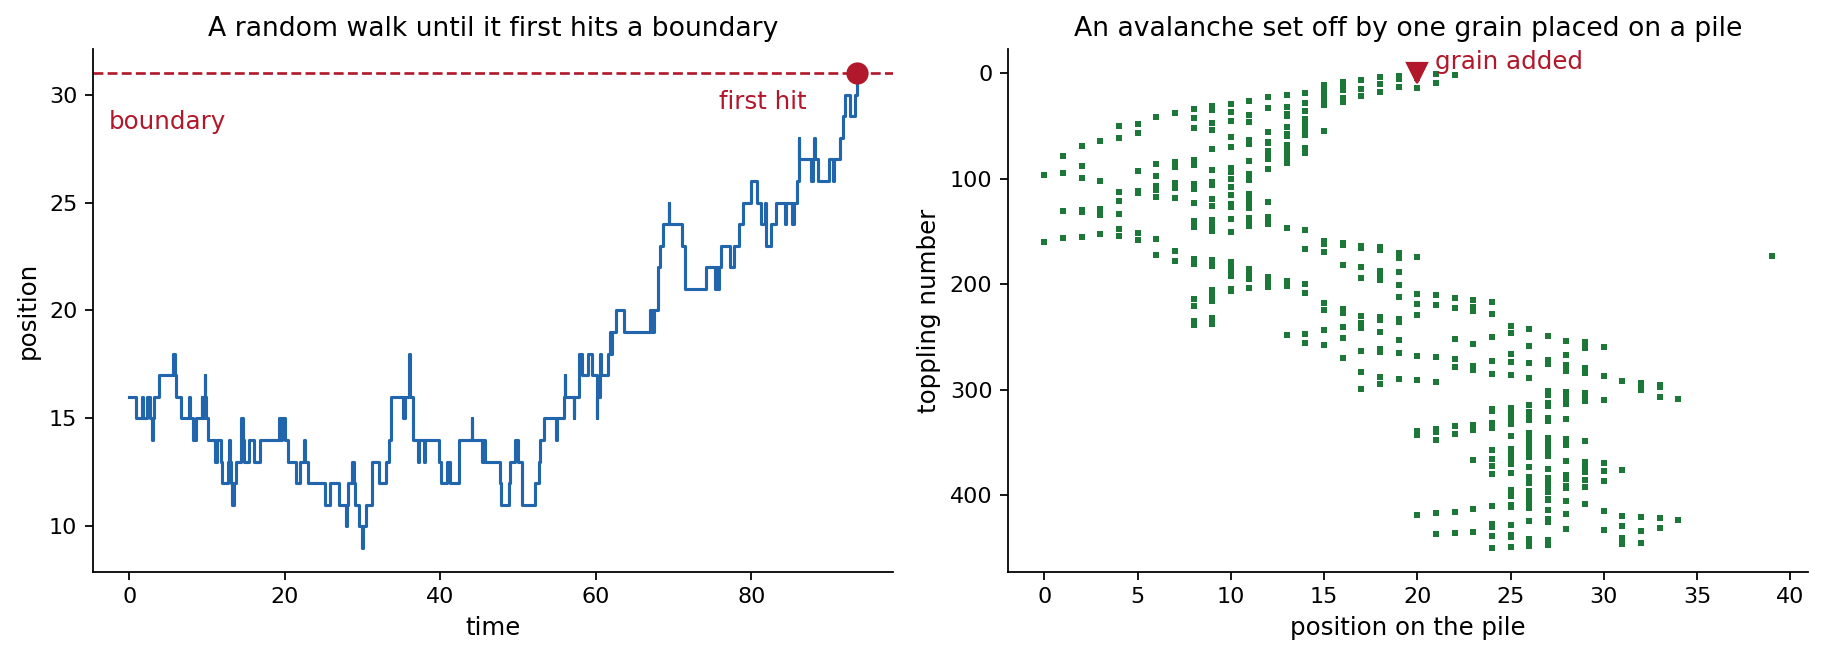 A random walk until it first hits a boundary
30
25
20
15
10
position
boundary
first hit
0
20
40
60
80
time
An avalanche set off by one grain placed on a pile
grain added
0
100
200
300
400
toppling number
0
5
10
15
20
25
30
35
40
position on the pile